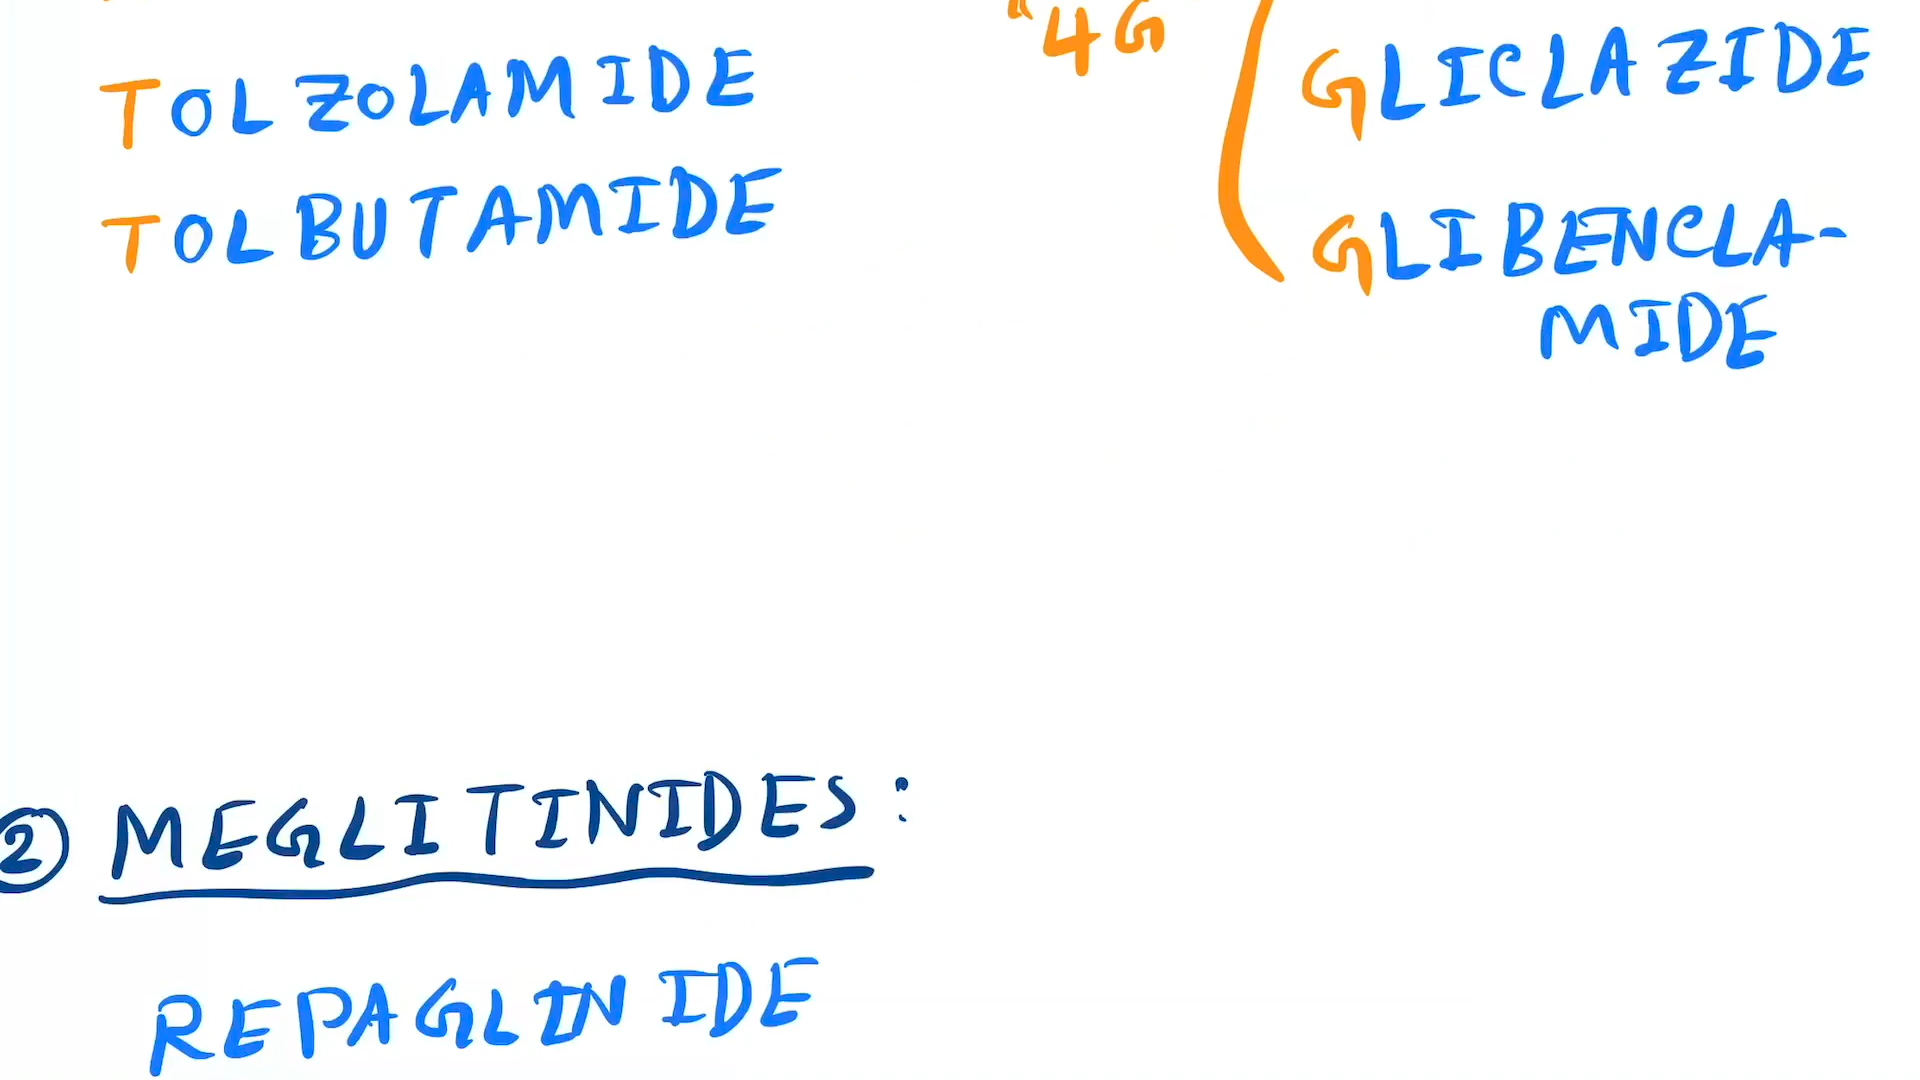 TOLZOLAMIDE
TOLBUTAMIDE
"4G"
GLICLAZIDE
GLIBENCLA-
MIDE
② MEGLITINIDES:
REPAGLINIDE